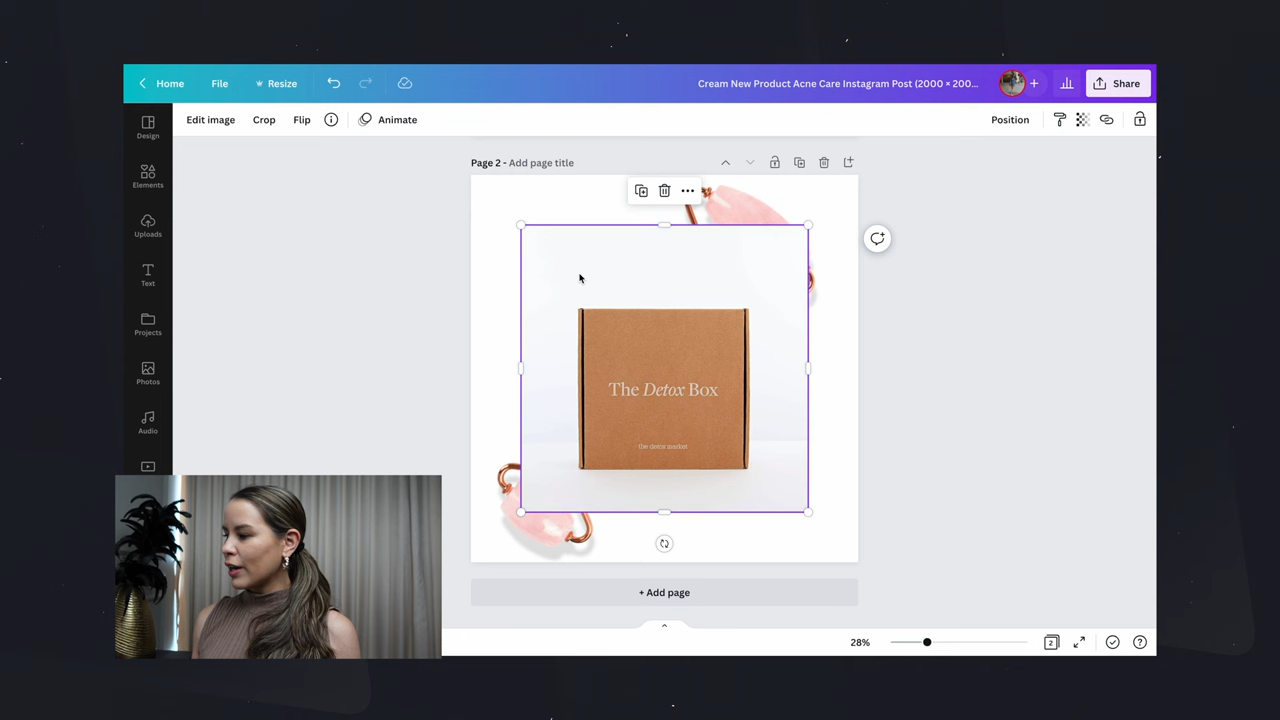 Home File Resize Cream New Product Acne Care Instagram Post (2000 × 200... + Share
Edit image Crop Flip Animate Position
Design
Elements
Uploads
Text
Projects
Photos
Audio
Page 2 - Add page title
The Detox Box
the detox market
+ Add page
28% 2